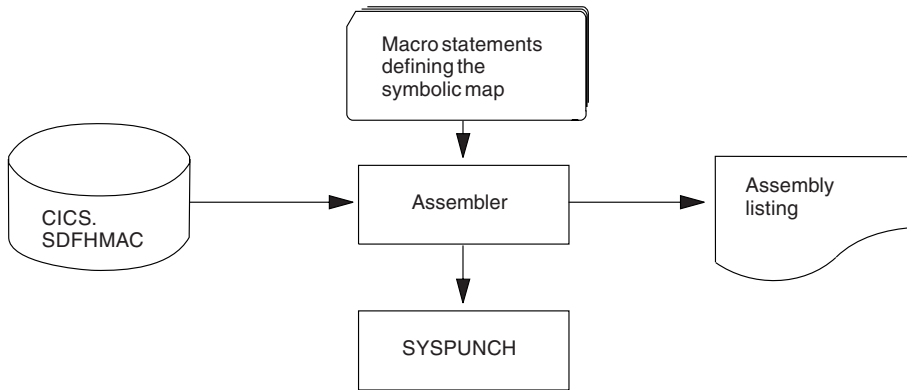 Macro statements
defining the
symbolic map
CICS.
SDFHMAC
Assembler
Assembly
listing
SYSPUNCH